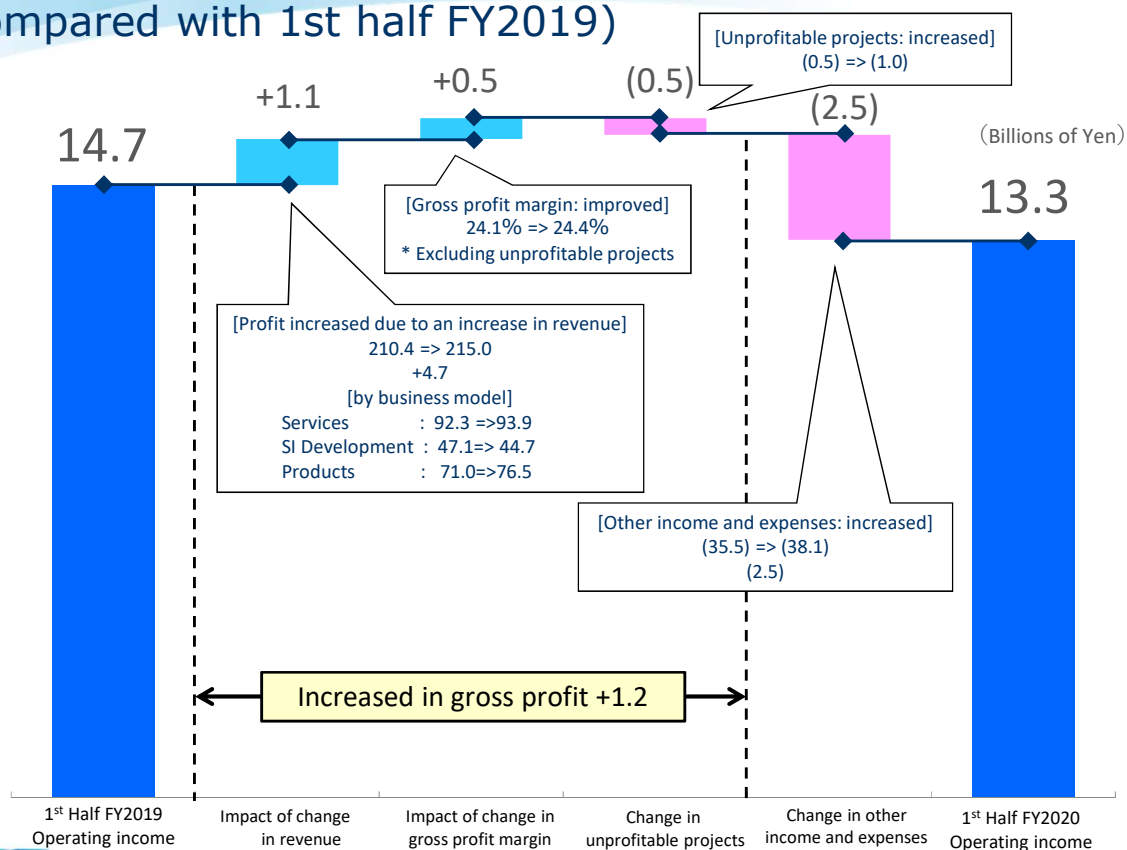 ompared with 1st half FY2019)
[Unprofitable projects: increased]
(0.5) => (1.0)
14.7
+1.1
+0.5
(0.5)
(2.5)
(Billions of Yen)
13.3
[Gross profit margin: improved]
24.1% => 24.4%
* Excluding unprofitable projects
[Profit increased due to an increase in revenue]
210.4 => 215.0
+4.7
[by business model]
Services : 92.3 =>93.9
SI Development : 47.1=> 44.7
Products : 71.0=>76.5
[Other income and expenses: increased]
(35.5) => (38.1)
(2.5)
Increased in gross profit +1.2
1st Half FY2019
Operating income
Impact of change
in revenue
Impact of change in
gross profit margin
Change in
unprofitable projects
Change in other
income and expenses
1st Half FY2020
Operating income